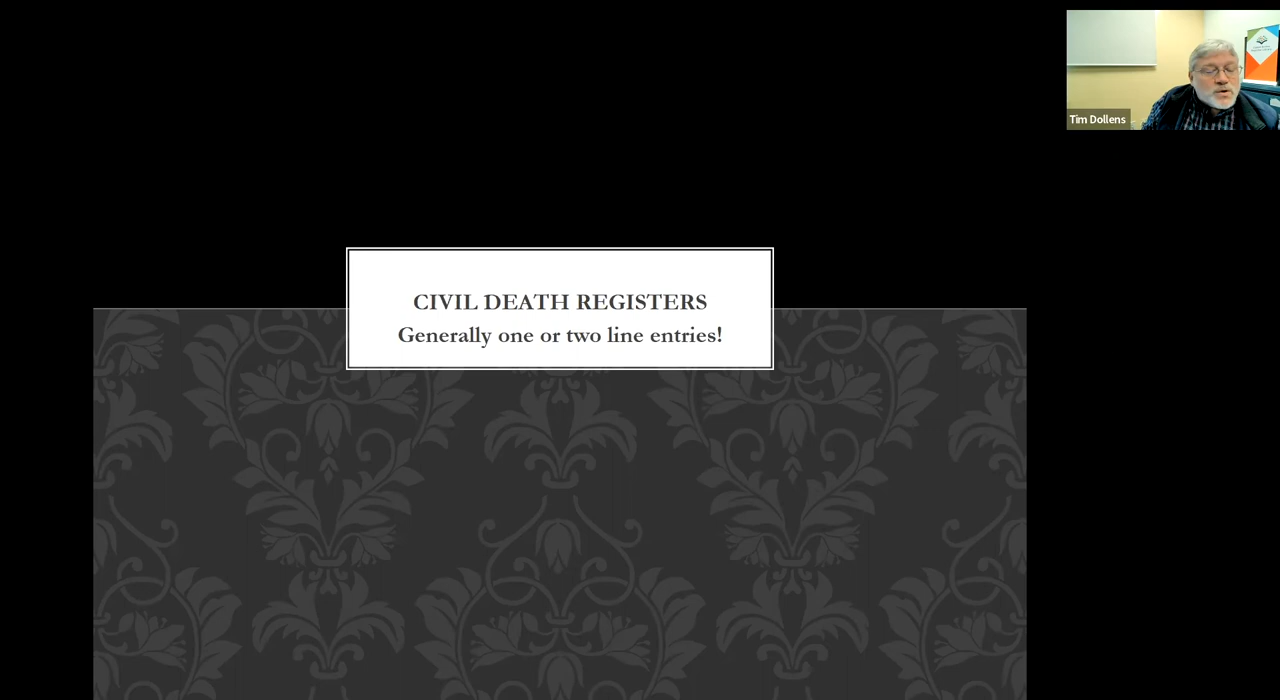 CIVIL DEATH REGISTERS
Generally one or two line entries!
Tim Dollens